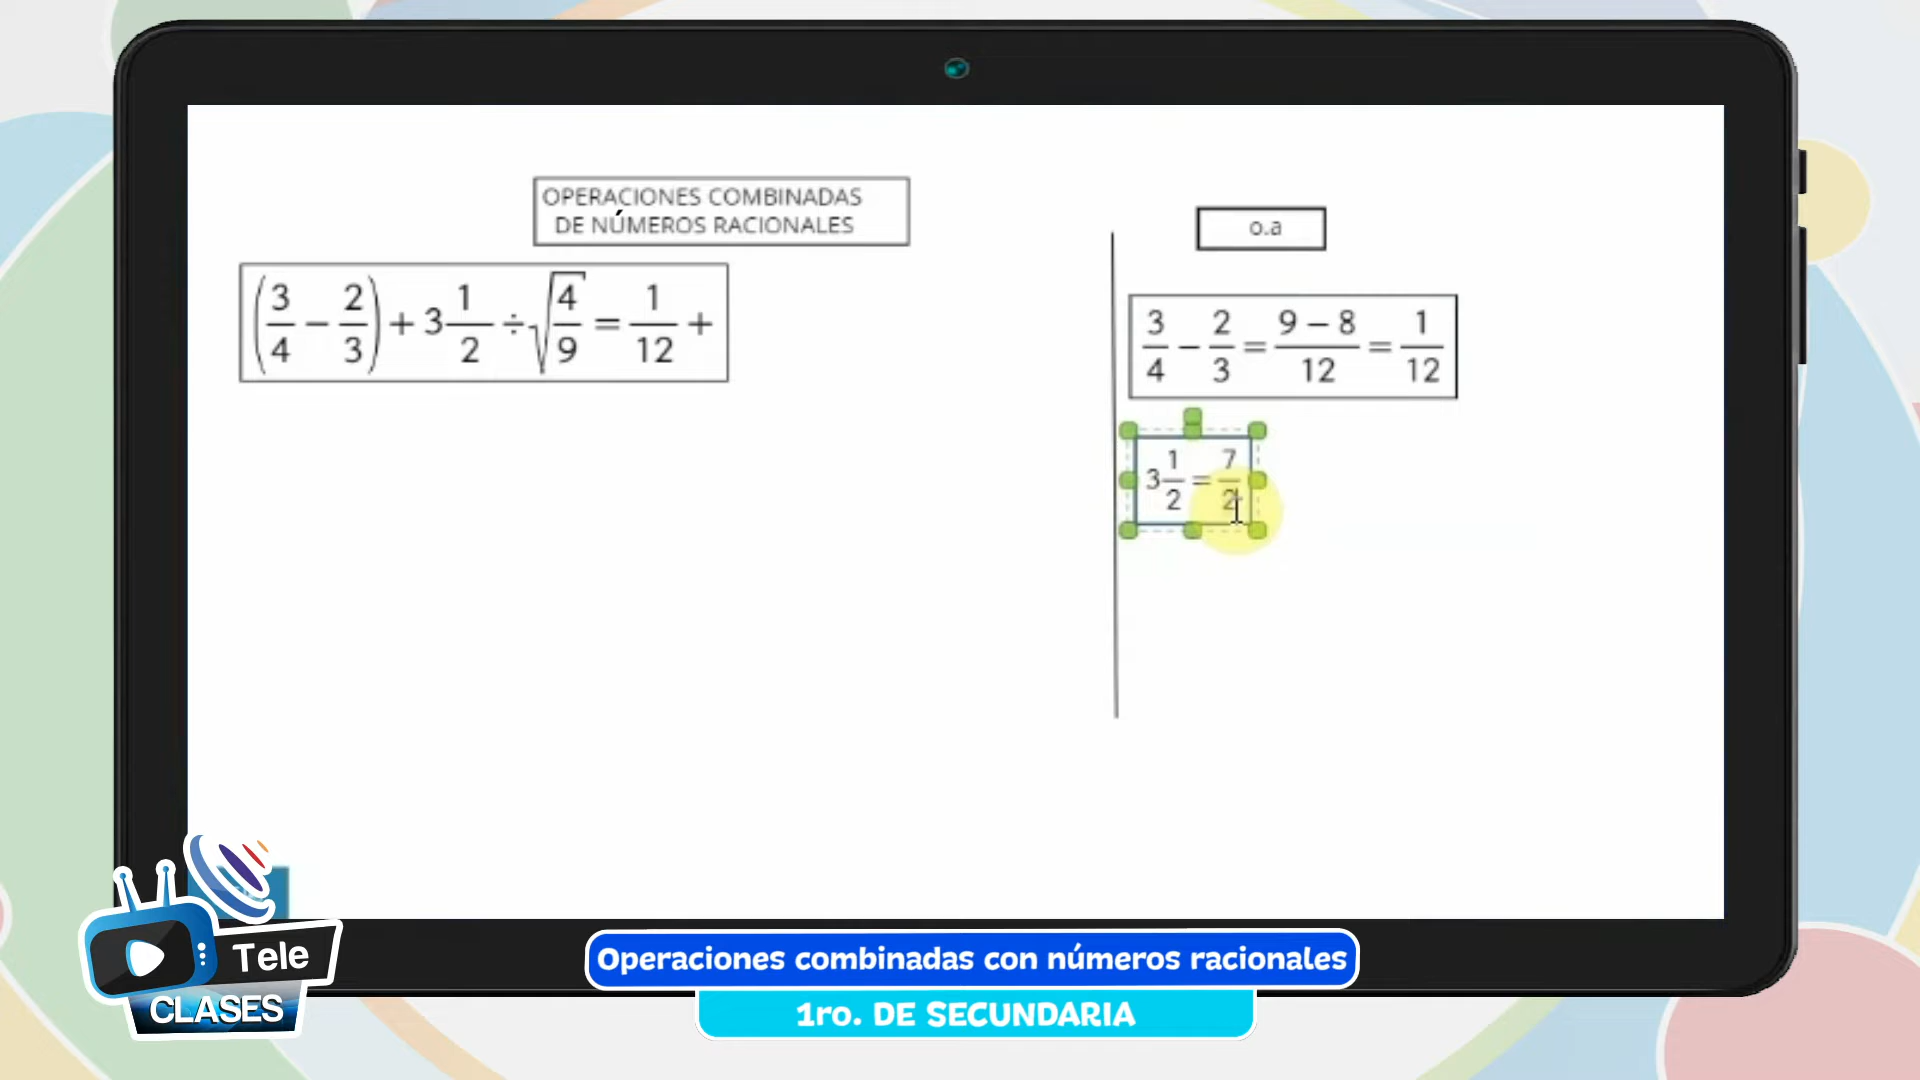 OPERACIONES COMBINADAS
DE NÚMEROS RACIONALES
o.a
(3/4 − 2/3) + 3 1/2 ÷ √(4/9) = 1/12 +
3/4 − 2/3 = (9 − 8)/12 = 1/12
3 1/2 = 7/2
Tele
CLASES
Operaciones combinadas con números racionales
1ro. DE SECUNDARIA